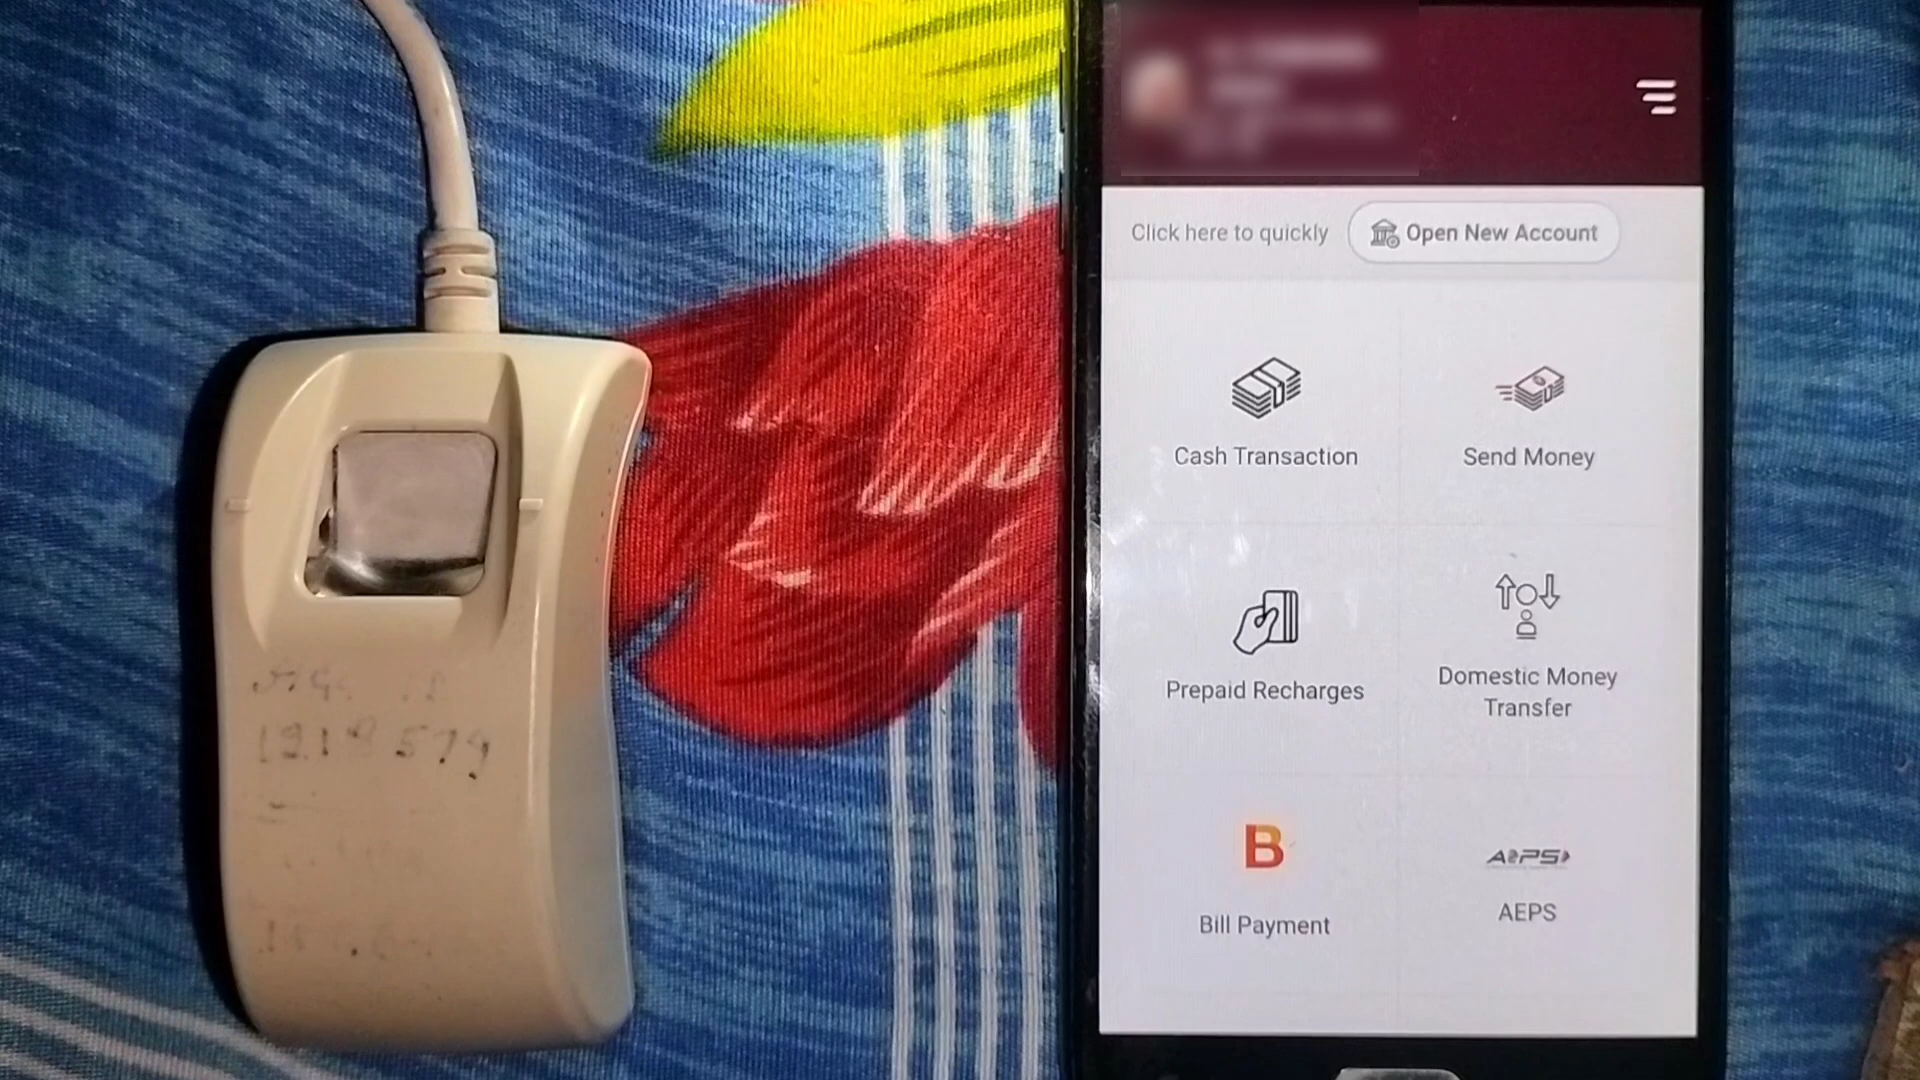 Click here to quickly
Open New Account
Cash Transaction
Send Money
Prepaid Recharges
Domestic Money
Transfer
B
Bill Payment
AEPS
AEPS